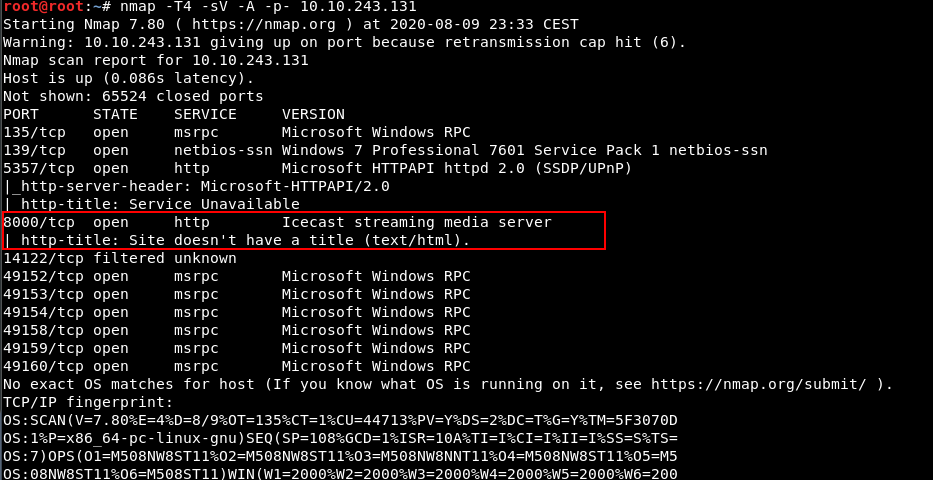 root@root:~# nmap -T4 -sV -A -p- 10.10.243.131
Starting Nmap 7.80 ( https://nmap.org ) at 2020-08-09 23:33 CEST
Warning: 10.10.243.131 giving up on port because retransmission cap hit (6).
Nmap scan report for 10.10.243.131
Host is up (0.086s latency).
Not shown: 65524 closed ports
PORT      STATE    SERVICE     VERSION
135/tcp   open     msrpc       Microsoft Windows RPC
139/tcp   open     netbios-ssn Windows 7 Professional 7601 Service Pack 1 netbios-ssn
5357/tcp  open     http        Microsoft HTTPAPI httpd 2.0 (SSDP/UPnP)
|_http-server-header: Microsoft-HTTPAPI/2.0
|_http-title: Service Unavailable
8000/tcp  open     http        Icecast streaming media server
|_http-title: Site doesn't have a title (text/html).
14122/tcp filtered unknown
49152/tcp open     msrpc       Microsoft Windows RPC
49153/tcp open     msrpc       Microsoft Windows RPC
49154/tcp open     msrpc       Microsoft Windows RPC
49158/tcp open     msrpc       Microsoft Windows RPC
49159/tcp open     msrpc       Microsoft Windows RPC
49160/tcp open     msrpc       Microsoft Windows RPC
No exact OS matches for host (If you know what OS is running on it, see https://nmap.org/submit/ ).
TCP/IP fingerprint:
OS:SCAN(V=7.80%E=4%D=8/9%OT=135%CT=1%CU=44713%PV=Y%DS=2%DC=T%G=Y%TM=5F3070D
OS:1%P=x86_64-pc-linux-gnu)SEQ(SP=108%GCD=1%ISR=10A%TI=I%CI=I%II=I%SS=S%TS=
OS:7)OPS(O1=M508NW8ST11%O2=M508NW8ST11%O3=M508NW8NNT11%O4=M508NW8ST11%O5=M5
OS:08NW8ST11%O6=M508ST11)WIN(W1=2000%W2=2000%W3=2000%W4=2000%W5=2000%W6=200